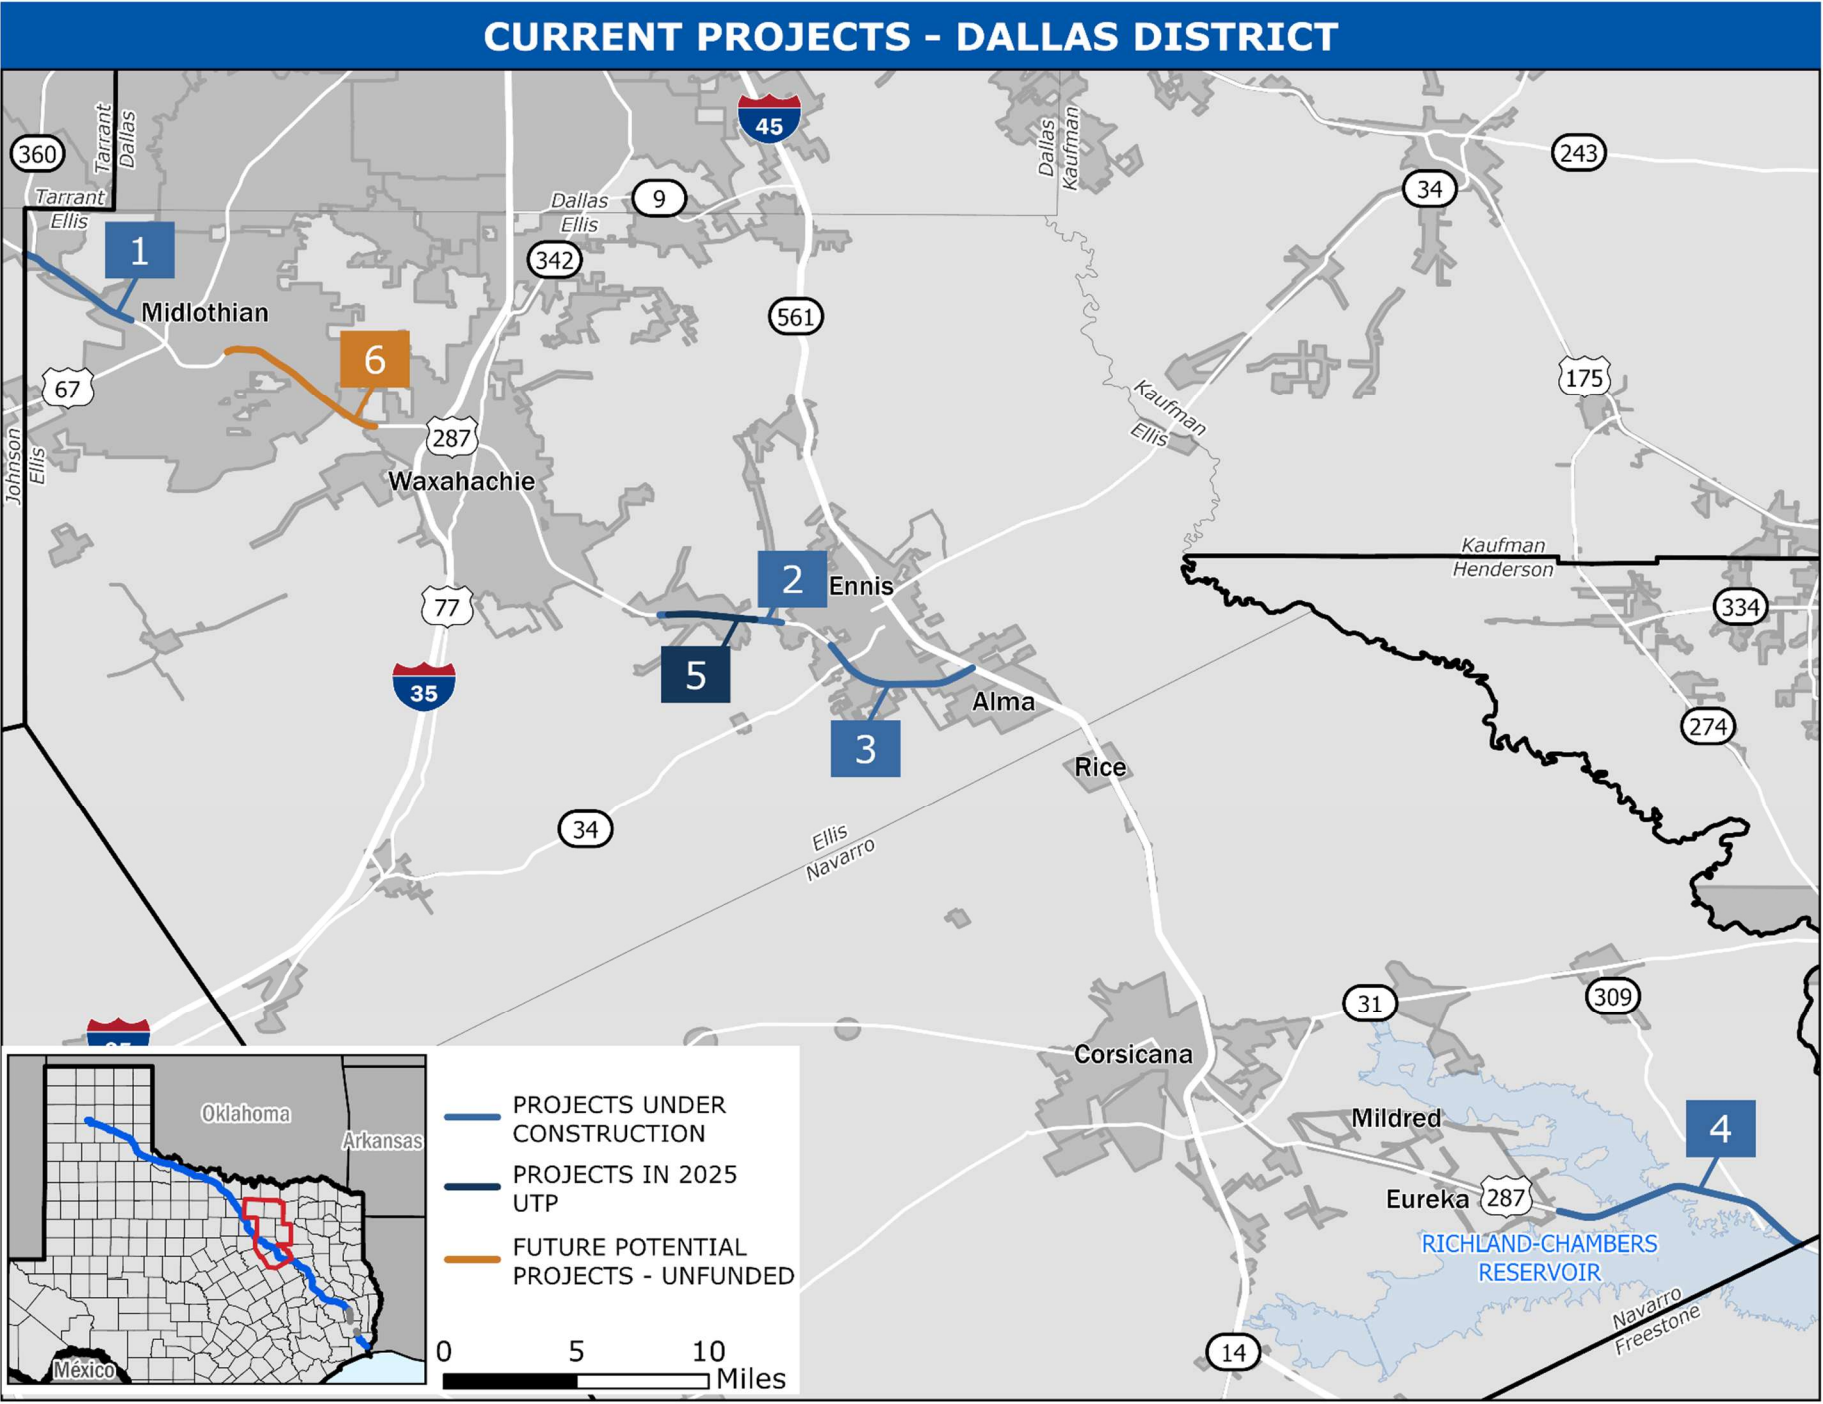 CURRENT PROJECTS - DALLAS DISTRICT
45
360
Tarrant
Dallas
Dallas
Kaufman
243
34
Tarrant
Ellis
Dallas
Ellis
9
1
342
Midlothian
561
6
67
175
287
Kaufman
Ellis
Johnson
Ellis
Waxahachie
Kaufman
Henderson
2
Ennis
77
334
5
35
Alma
274
3
Rice
34
Ellis
Navarro
31
309
Corsicana
Mildred
4
Eureka
287
RICHLAND-CHAMBERS
RESERVOIR
Navarro
Freestone
14
Oklahoma
Arkansas
México
PROJECTS UNDER
CONSTRUCTION
PROJECTS IN 2025
UTP
FUTURE POTENTIAL
PROJECTS - UNFUNDED
0 5 10
Miles